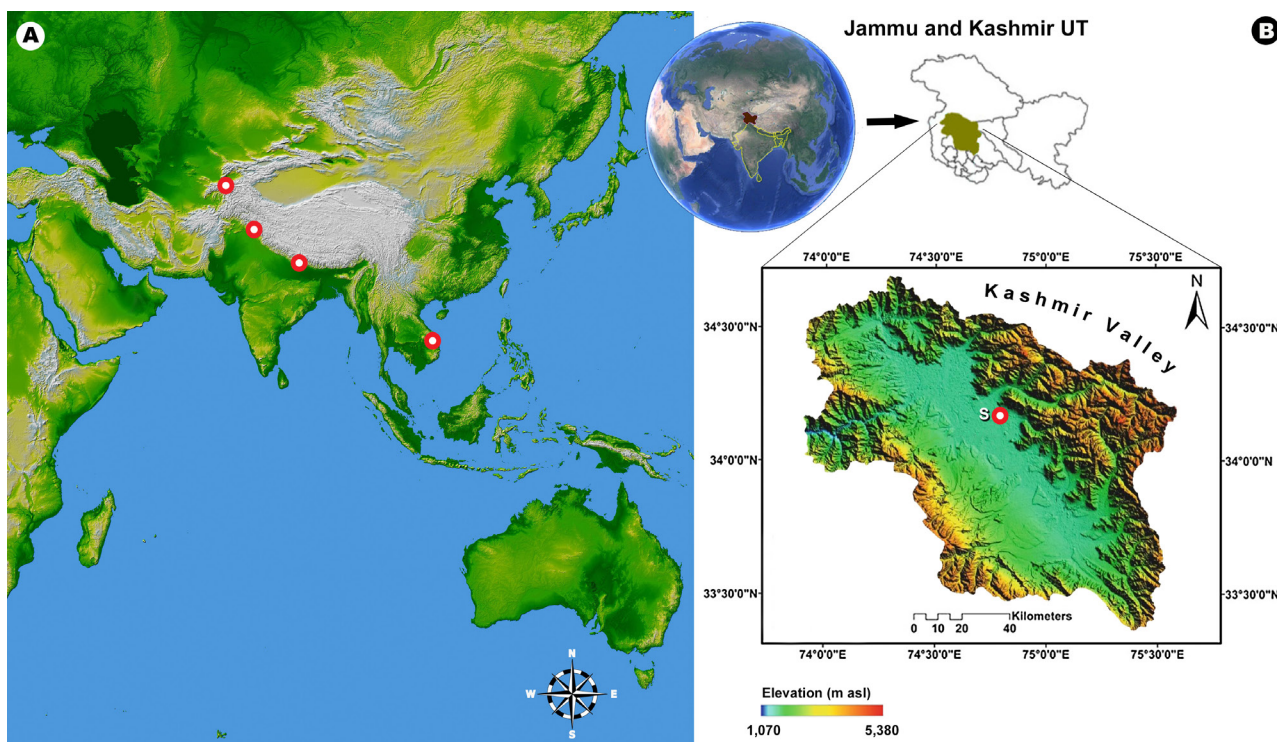 A
N
W
E
S
Jammu and Kashmir UT
B
74°0'0"E 74°30'0"E 75°0'0"E 75°30'0"E
N
Kashmir Valley
34°30'0"N 34°30'0"N
S
34°0'0"N 34°0'0"N
33°30'0"N 33°30'0"N
Kilometers
0 10 20 40
74°0'0"E 74°30'0"E 75°0'0"E 75°30'0"E
Elevation (m asl)
1,070 5,380